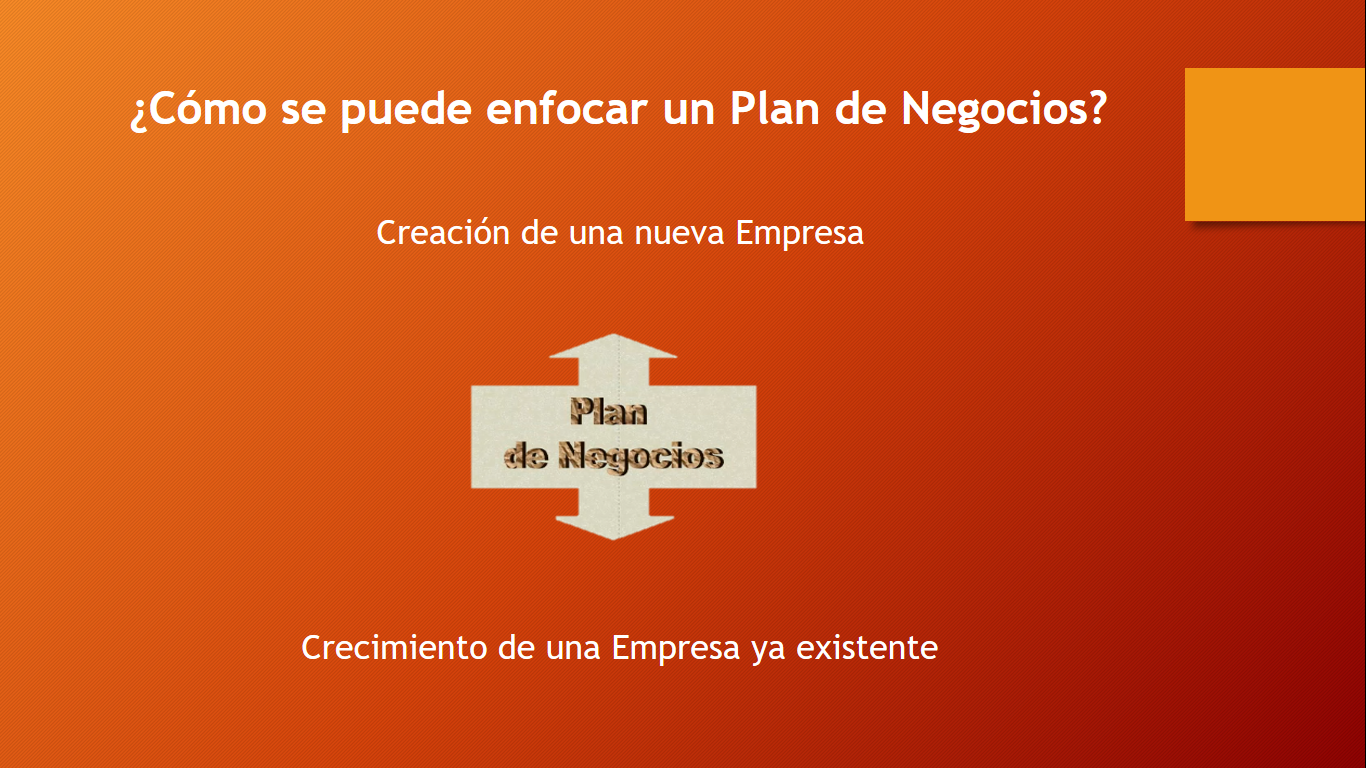 ¿Cómo se puede enfocar un Plan de Negocios?
Creación de una nueva Empresa
Plan
de Negocios
Crecimiento de una Empresa ya existente